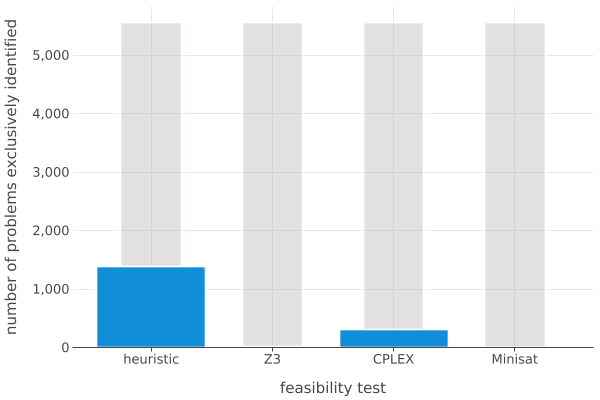 number of problems exclusively identified
5,000
4,000
3,000
2,000
1,000
0
heuristic Z3 CPLEX Minisat
feasibility test